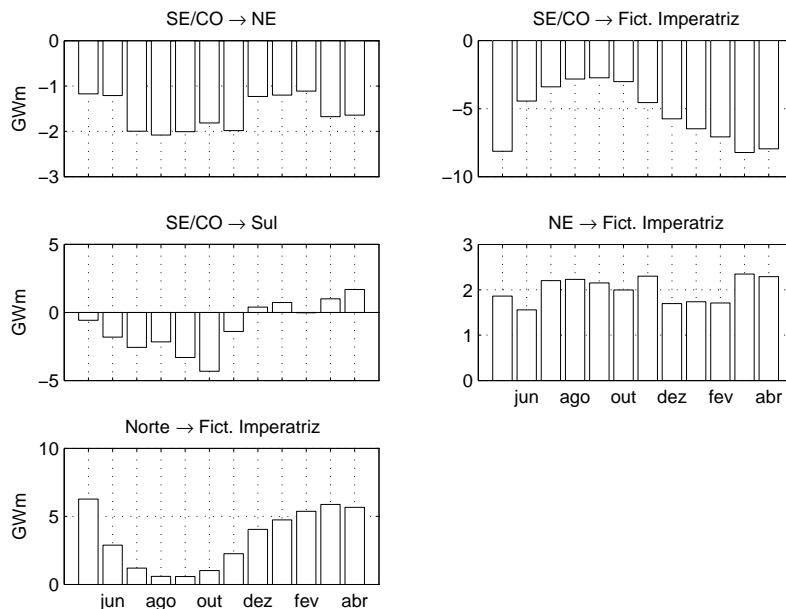 SE/CO → NE
0
−1
−2
−3
GWm
SE/CO → Fict. Imperatriz
0
−5
−10
SE/CO → Sul
5
0
−5
GWm
NE → Fict. Imperatriz
3
2
1
0
jun ago out dez fev abr
Norte → Fict. Imperatriz
10
5
0
GWm
jun ago out dez fev abr